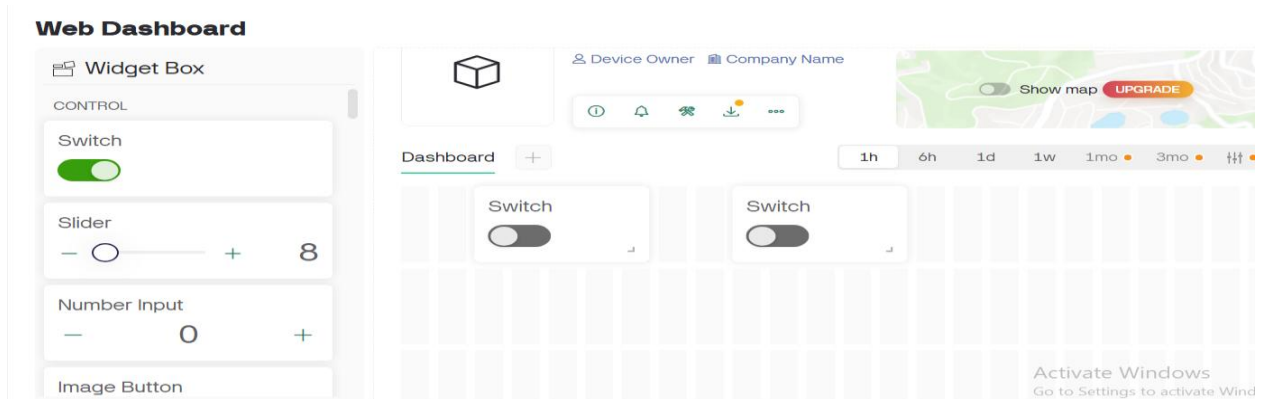 Web Dashboard
Widget Box
CONTROL
Switch
Slider
8
Number Input
0
Image Button
Device Owner Company Name
Show map UPGRADE
Dashboard
1h 6h 1d 1w 1mo 3mo
Switch Switch
Activate Windows
Go to Settings to activate Wind